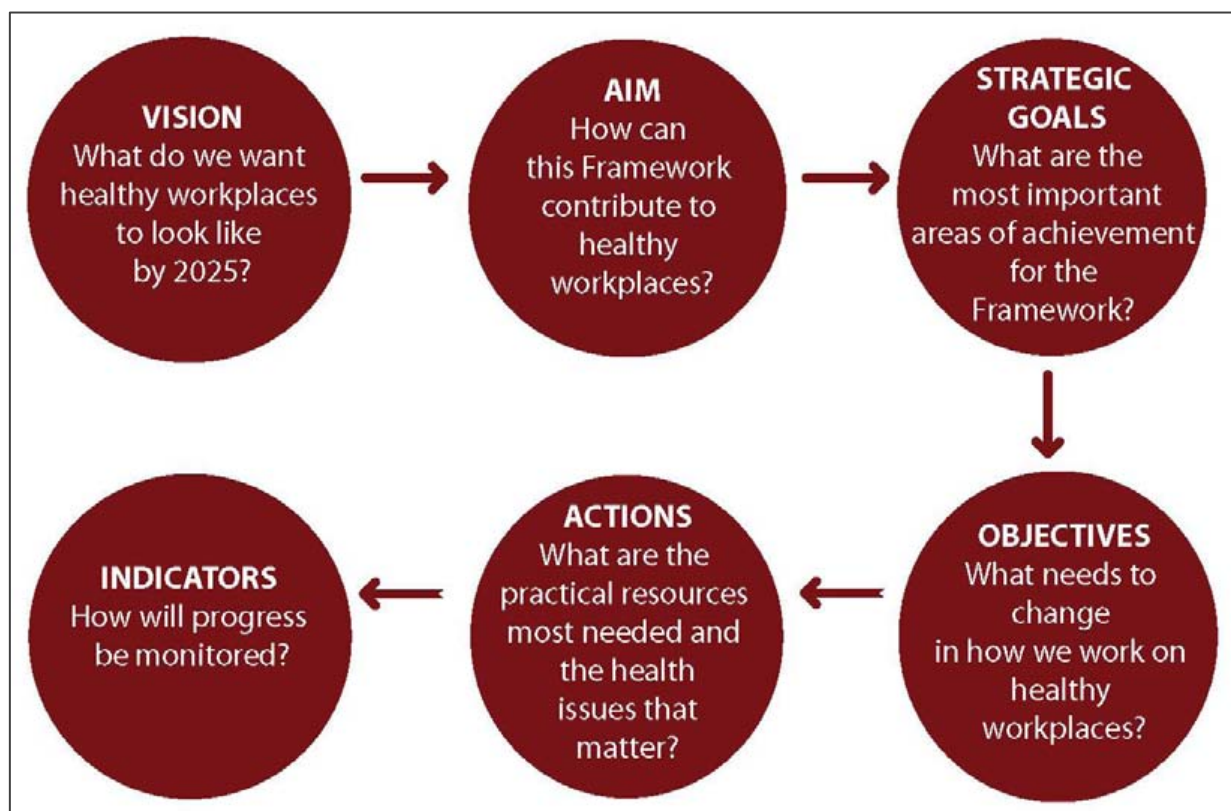 VISION
What do we want
healthy workplaces
to look like
by 2025?
AIM
How can
this Framework
contribute to
healthy
workplaces?
STRATEGIC
GOALS
What are the
most important
areas of achievement
for the
Framework?
OBJECTIVES
What needs to
change
in how we work on
healthy
workplaces?
ACTIONS
What are the
practical resources
most needed and
the health
issues that
matter?
INDICATORS
How will progress
be monitored?